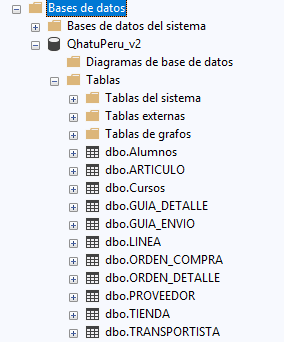 Bases de datos
Bases de datos del sistema
QhatuPeru_v2
Diagramas de base de datos
Tablas
Tablas del sistema
Tablas externas
Tablas de grafos
dbo.Alumnos
dbo.ARTICULO
dbo.Cursos
dbo.GUIA_DETALLE
dbo.GUIA_ENVIO
dbo.LINEA
dbo.ORDEN_COMPRA
dbo.ORDEN_DETALLE
dbo.PROVEEDOR
dbo.TIENDA
dbo.TRANSPORTISTA